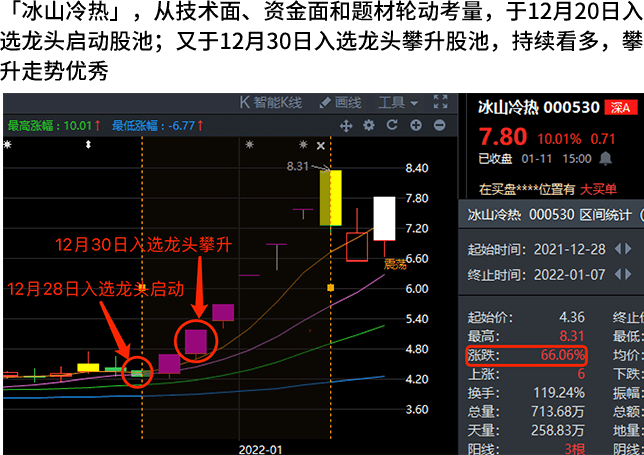 「冰山冷热」，从技术面、资金面和题材轮动考量，于12月20日入
选龙头启动股池；又于12月30日入选龙头攀升股池，持续看多，攀
升走势优秀
K 智能K线 画线 工具
最高涨幅：10.01↑ 最低涨幅：-6.77↑
冰山冷热 000530 深A
7.80 10.01% 0.71
已收盘 01-11 15:00
在买盘****位置有 大买单
冰山冷热 000530 区间统计 (
起始时间：2021-12-28
终止时间：2022-01-07
起始价： 4.36 终止价
最高： 8.31 最低：
涨跌： 66.06% 均价：
上涨： 6 下跌：
换手： 119.24% 振幅：
总量： 713.68万 总额：
天量： 258.83万 地量：
阳线： 3根 阴线：
8.31
8.40
7.80
7.20
6.60
6.00
5.40
4.80
4.20
3.60
震荡
12月30日入选龙头攀升
12月28日入选龙头启动
2022-01